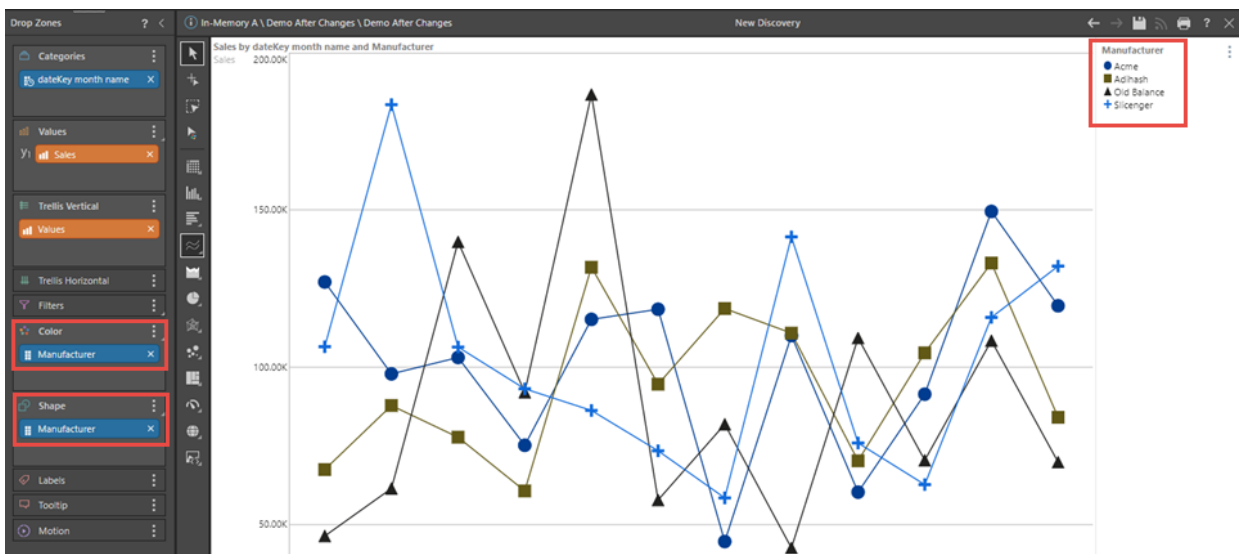 Drop Zones ? <
In-Memory A \ Demo After Changes \ Demo After Changes
New Discovery
? ×
Categories
dateKey month name ×
Values
y1 Sales ×
Trellis Vertical
Values ×
Trellis Horizontal
Filters
Color
Manufacturer ×
Shape
Manufacturer ×
Labels
Tooltip
Motion
Sales by dateKey month name and Manufacturer
Sales
200.00K
150.00K
100.00K
50.00K
Manufacturer
Acme
Adihash
Old Balance
Slicenger